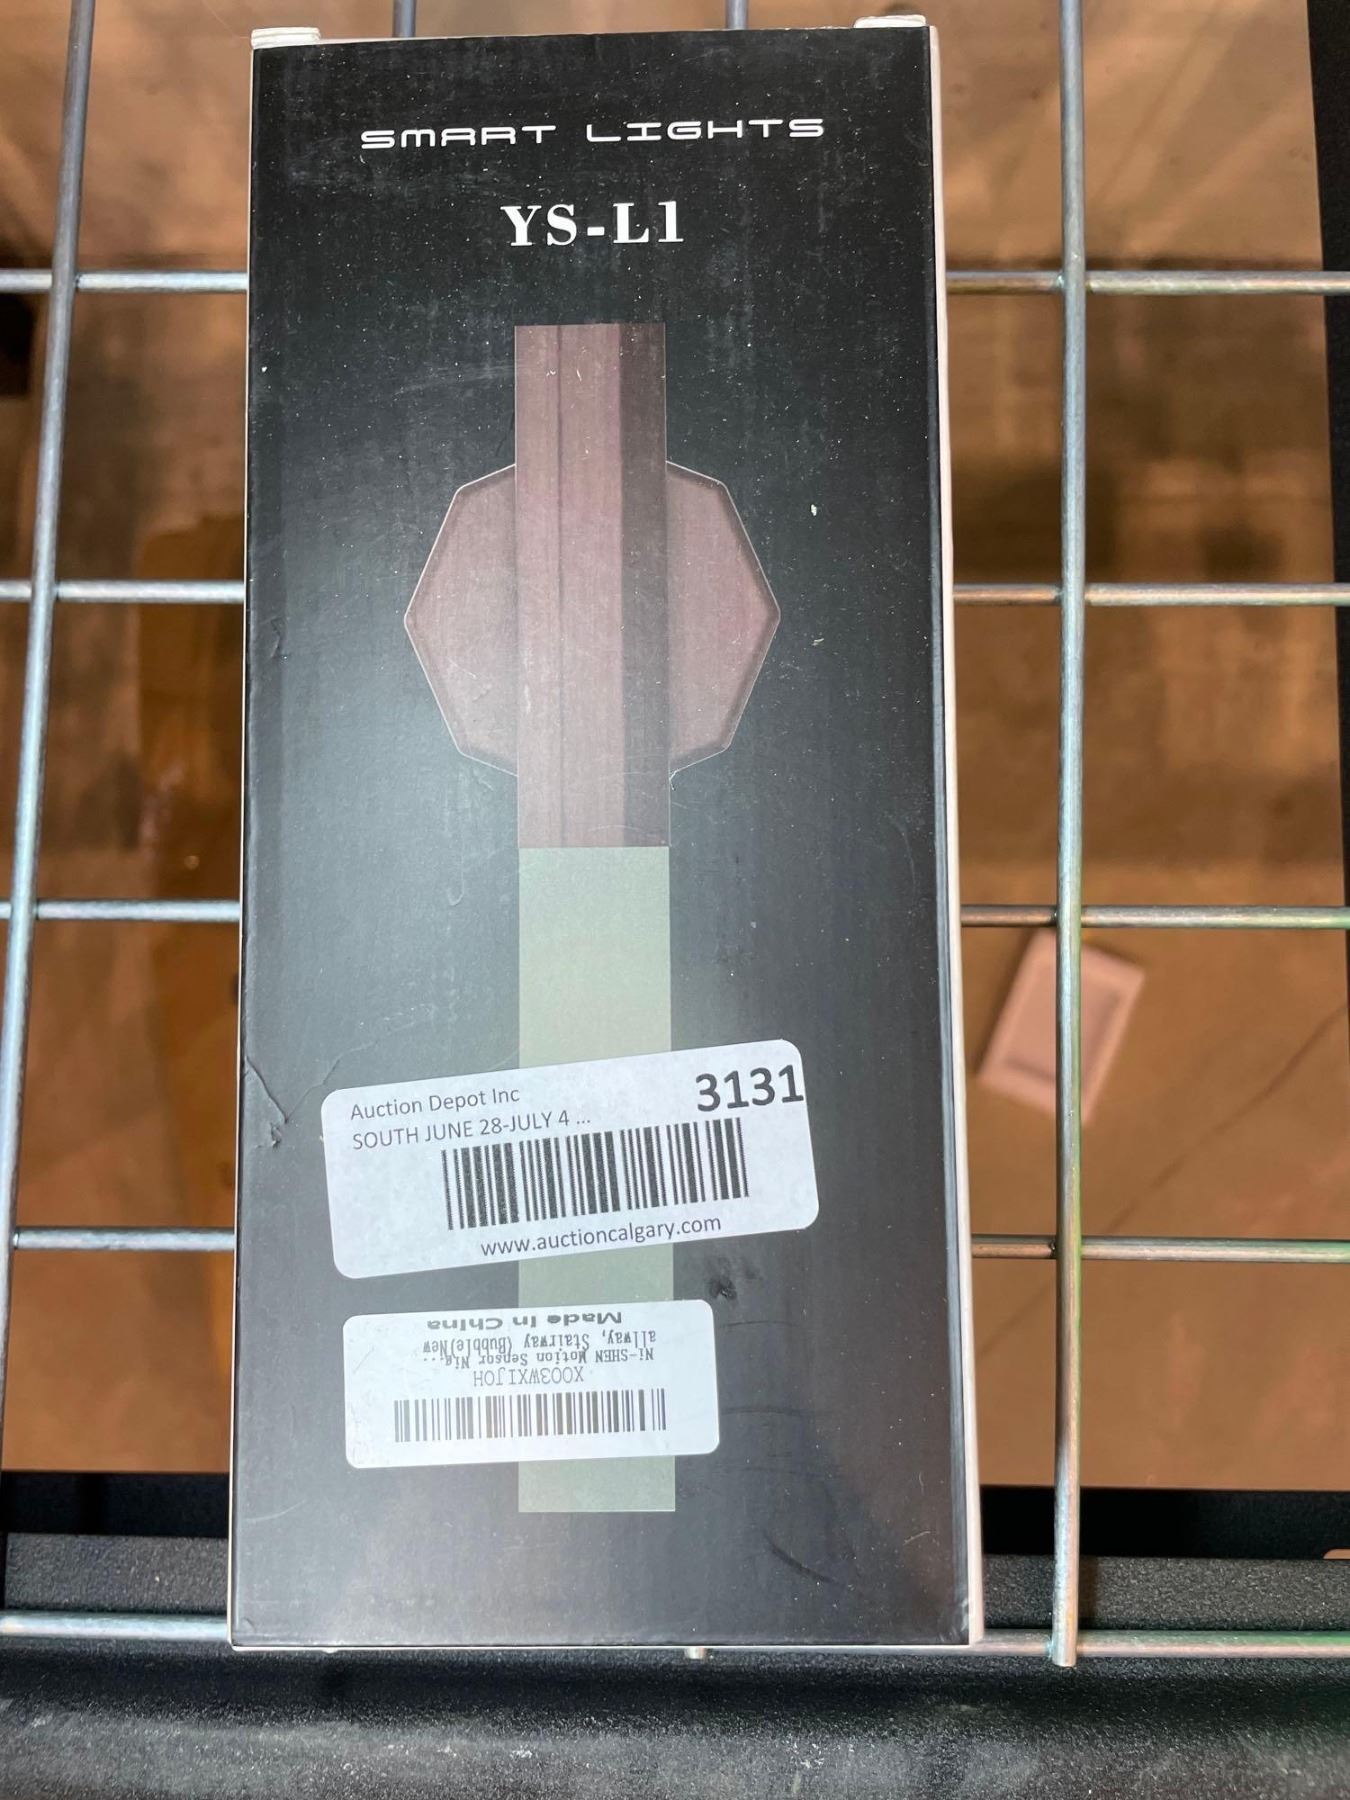 SMART LIGHTS
YS-L1
Auction Depot Inc
3131
SOUTH JUNE 28-JULY 4 ...
www.auctioncalgary.com
X003WXIJOH
Ni-SHEN Motion Sensor Nig...
allway, Stairway (Bubble)New
Made in China